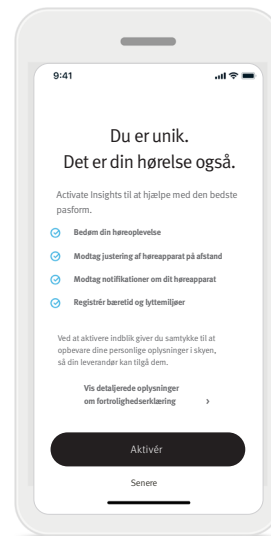 9:41
Du er unik.
Det er din hørelse også.
Activate Insights til at hjælpe med den bedste
pasform.
Bedøm din høreoplevelse
Modtag justering af høreapparat på afstand
Modtag notifikationer om dit høreapparat
Registrér bæretid og lyttemiljøer
Ved at aktivere indblik giver du samtykke til at
opbevare dine personlige oplysninger i skyen,
så din leverandør kan tilgå dem.
Vis detaljerede oplysninger
om fortrolighedserklæring
Aktivér
Senere